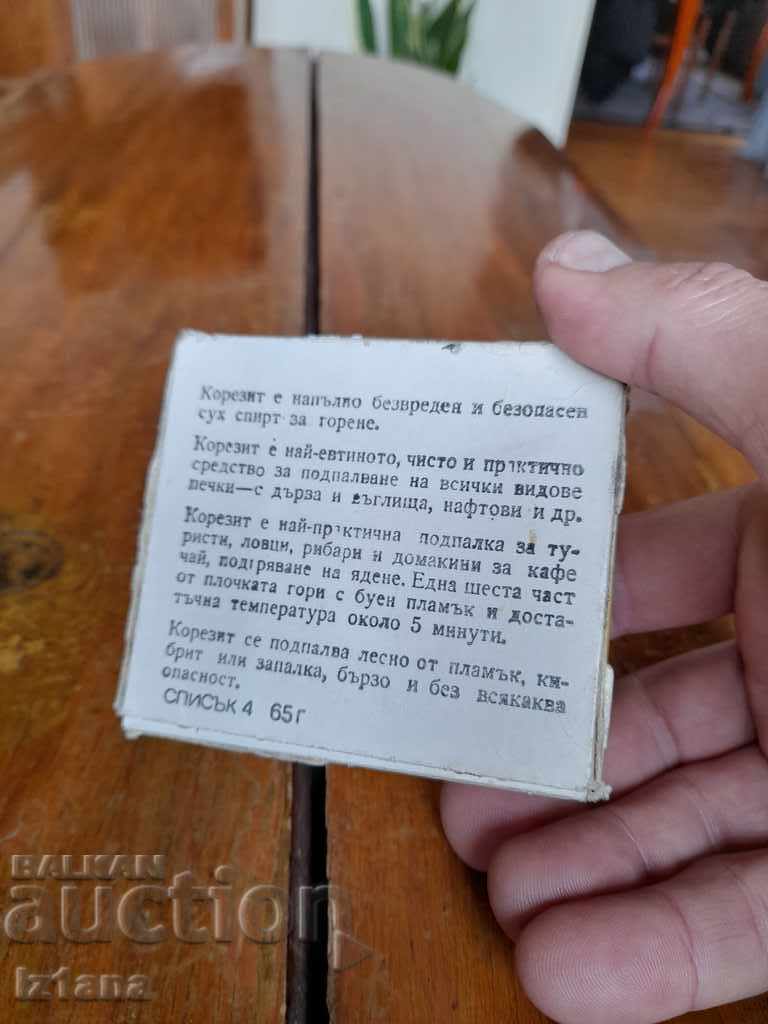 Корезит е напълно безвреден и безопасен
сух спирт за горене.
Корезит е най-евтиното, чисто и практично
средство за подпалване на всички видове
печки—с дърва и въглища, нафтови и др.
Корезит е най-практична подпалка за ту-
ристи, ловци, рибари и домакини за кафе
чай, подгряване на ядене. Една шеста част
от плочката гори с буен пламък и доста-
тъчна температура около 5 минути.
Корезит се подпалва лесно от пламък, ки-
брит или запалка, бързо и без всякаква
опасност.
СПИСЪК 4 65 Г
BALKAN
auction
Iztana